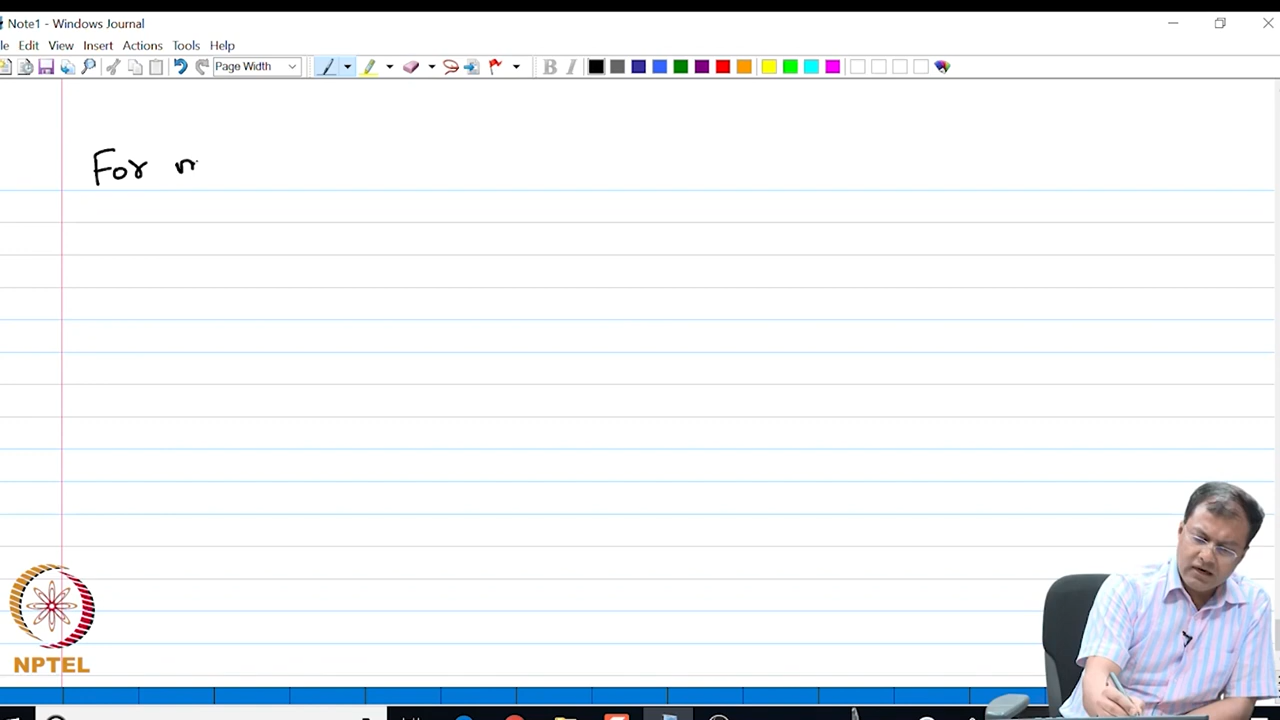 Note1 - Windows Journal
le Edit View Insert Actions Tools Help
Page Width B I
For n
NPTEL